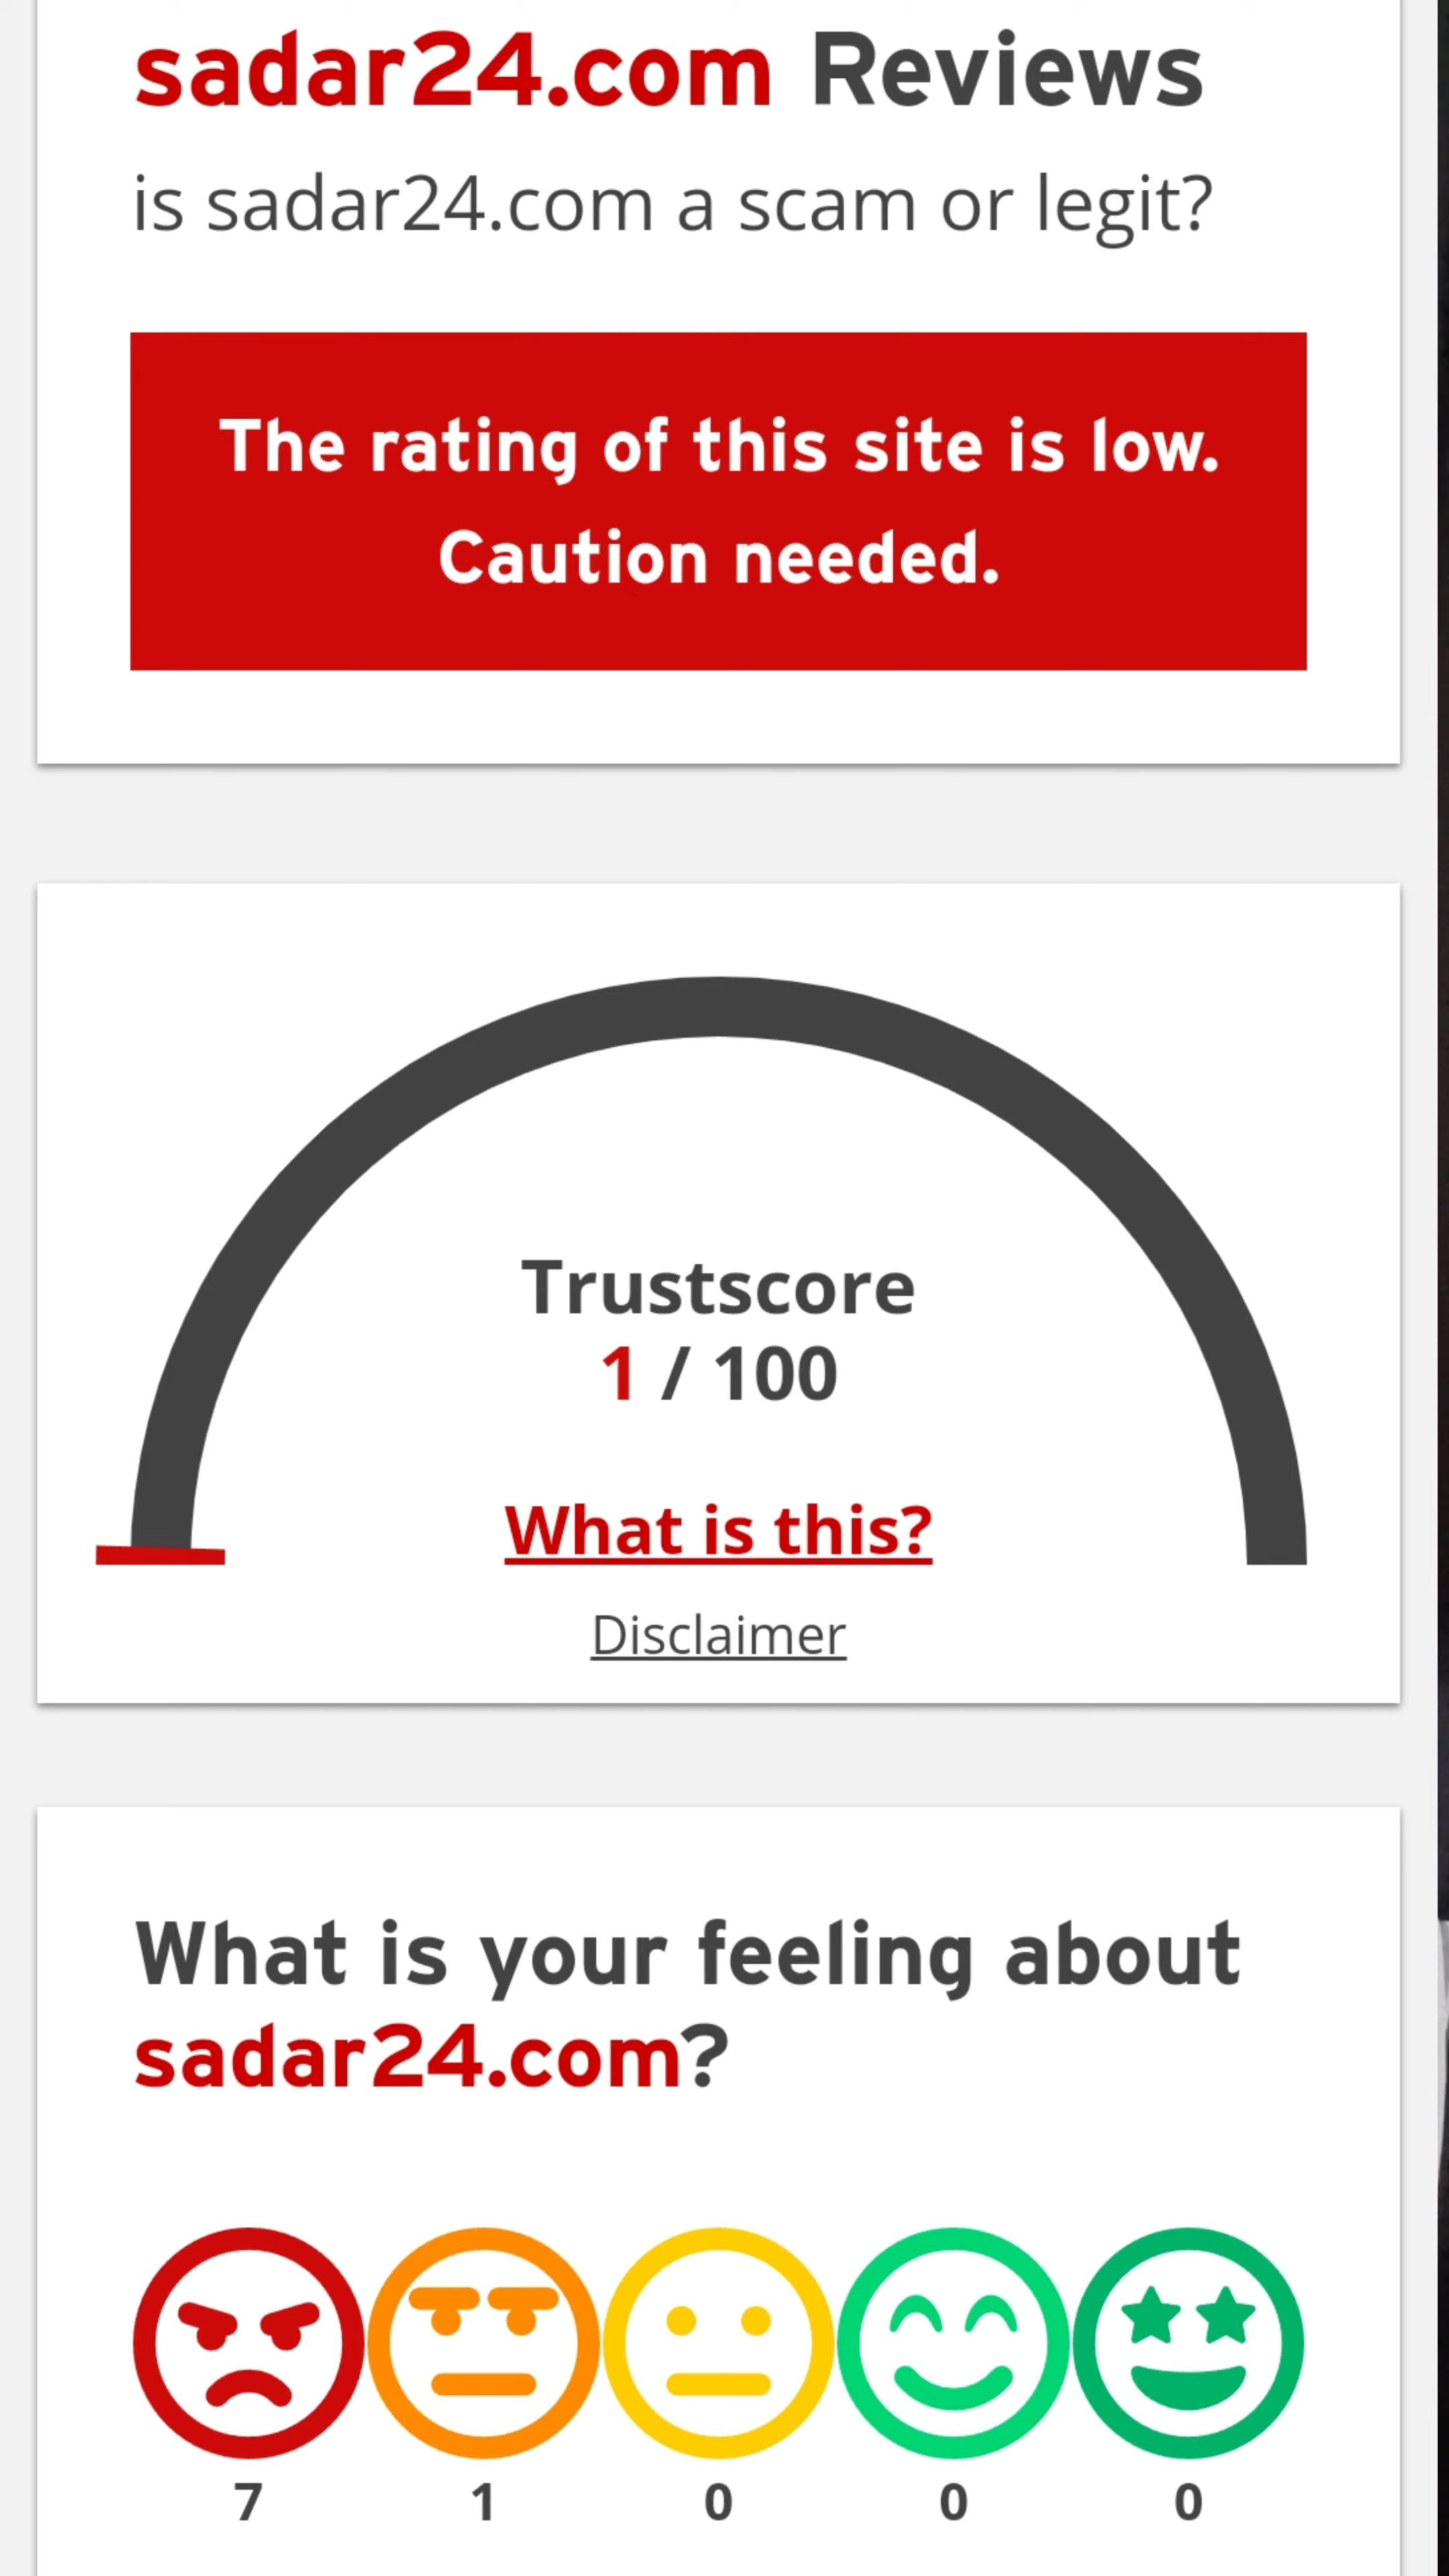 sadar24.com Reviews
is sadar24.com a scam or legit?
The rating of this site is low.
Caution needed.
Trustscore
1 / 100
What is this?
Disclaimer
What is your feeling about
sadar24.com?
7 1 0 0 0